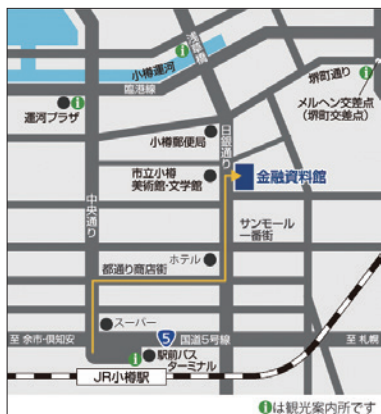 浅草橋
小樽運河
臨港線
堺町通り
メルヘン交差点
(堺町交差点)
運河プラザ
小樽郵便局
日銀通り
市立小樽
美術館・文学館
金融資料館
中央通り
サンモール
一番街
ホテル
都通り商店街
スーパー
5
国道5号線
至 余市・倶知安
至 札幌
駅前バス
ターミナル
JR小樽駅
iは観光案内所です